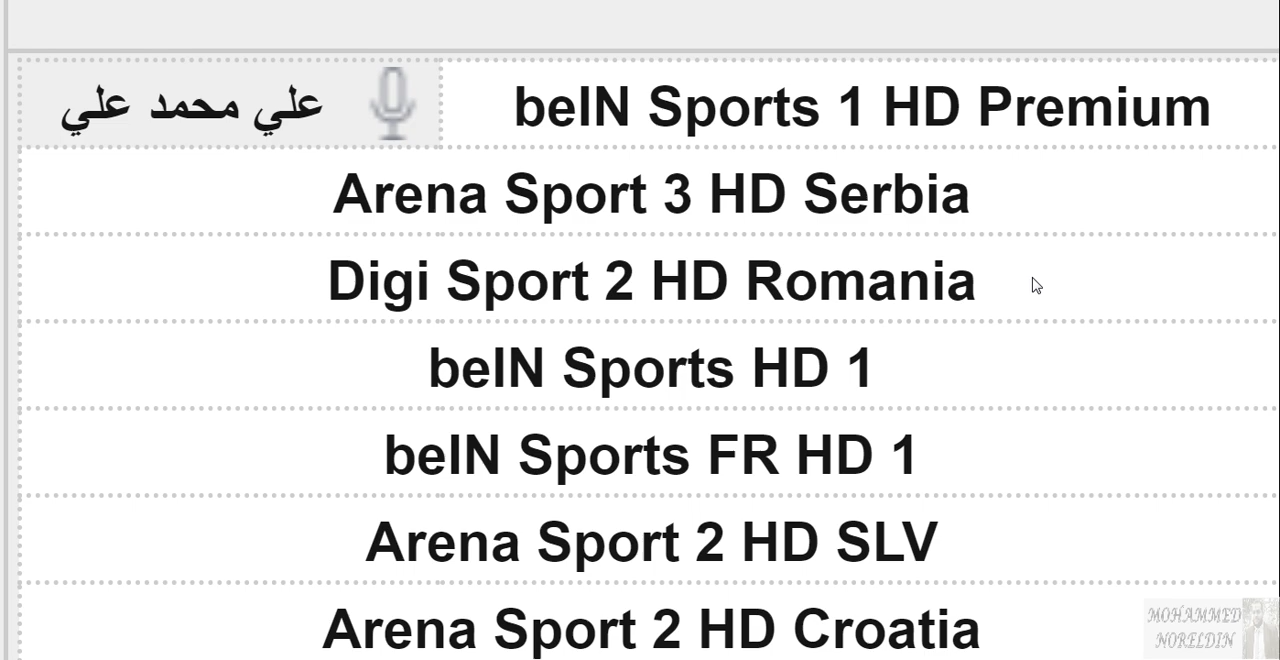 علي محمد علي beIN Sports 1 HD Premium
Arena Sport 3 HD Serbia
Digi Sport 2 HD Romania
beIN Sports HD 1
beIN Sports FR HD 1
Arena Sport 2 HD SLV
Arena Sport 2 HD Croatia
MOHAMMED
NORELDIN